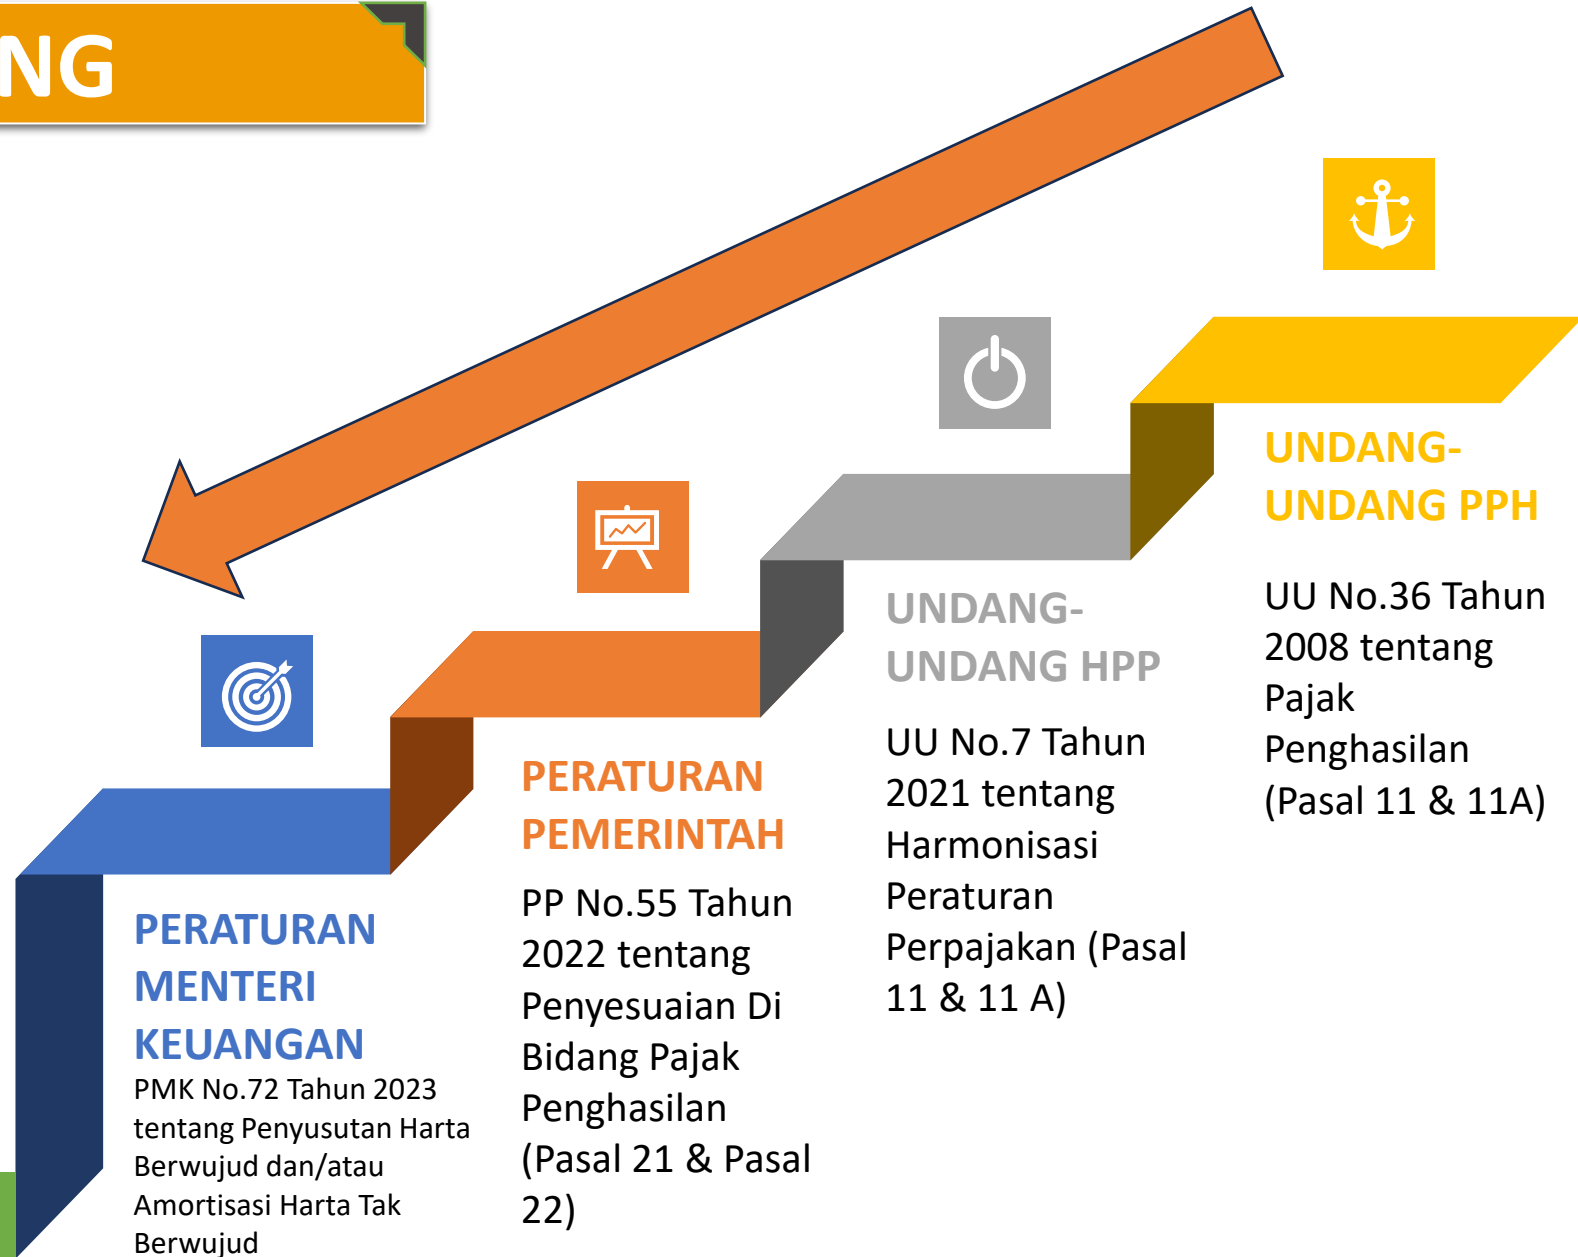 NG
PERATURAN
MENTERI
KEUANGAN
PMK No.72 Tahun 2023
tentang Penyusutan Harta
Berwujud dan/atau
Amortisasi Harta Tak
Berwujud
PERATURAN
PEMERINTAH
PP No.55 Tahun
2022 tentang
Penyesuaian Di
Bidang Pajak
Penghasilan
(Pasal 21 & Pasal
22)
UNDANG-
UNDANG HPP
UU No.7 Tahun
2021 tentang
Harmonisasi
Peraturan
Perpajakan (Pasal
11 & 11 A)
UNDANG-
UNDANG PPH
UU No.36 Tahun
2008 tentang
Pajak
Penghasilan
(Pasal 11 & 11A)